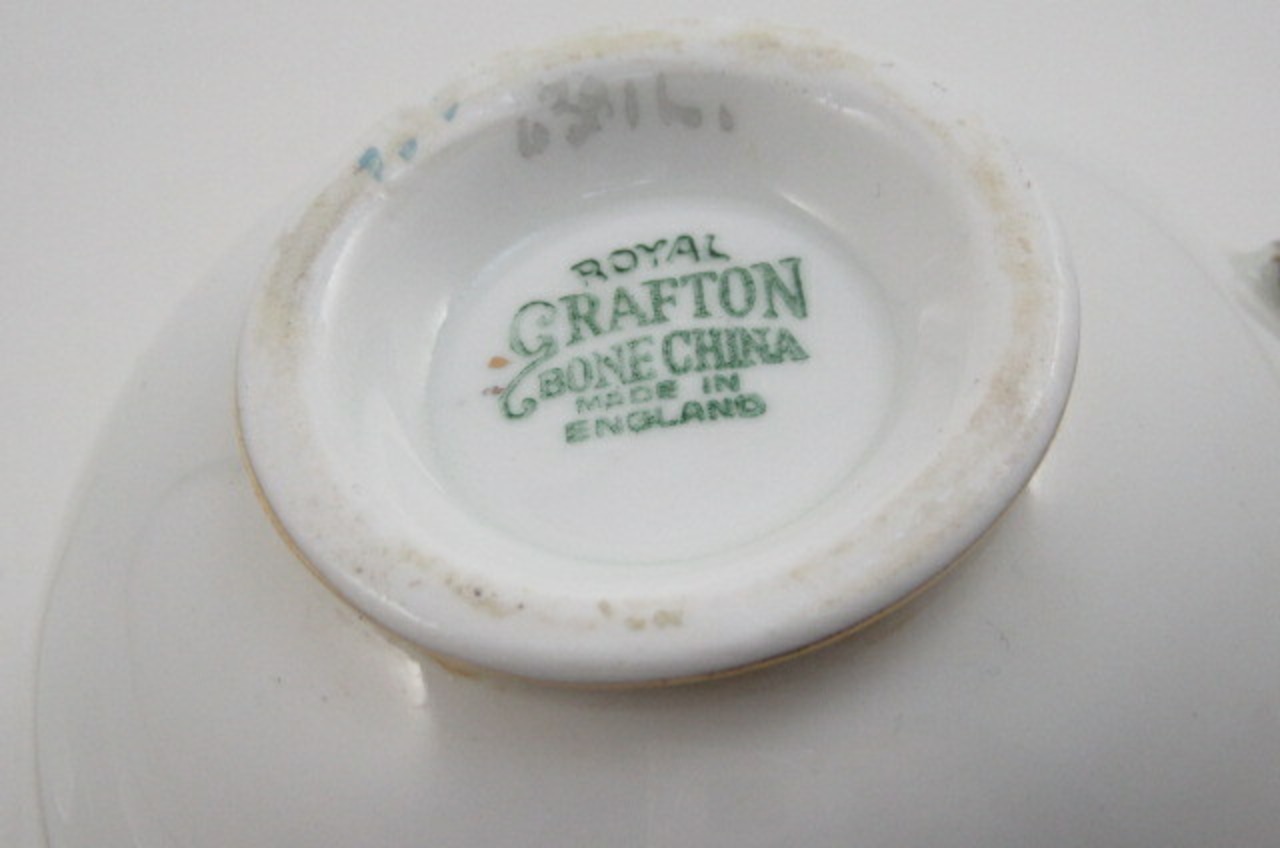 ROYAL
GRAFTON
BONE CHINA
MADE IN
ENGLAND